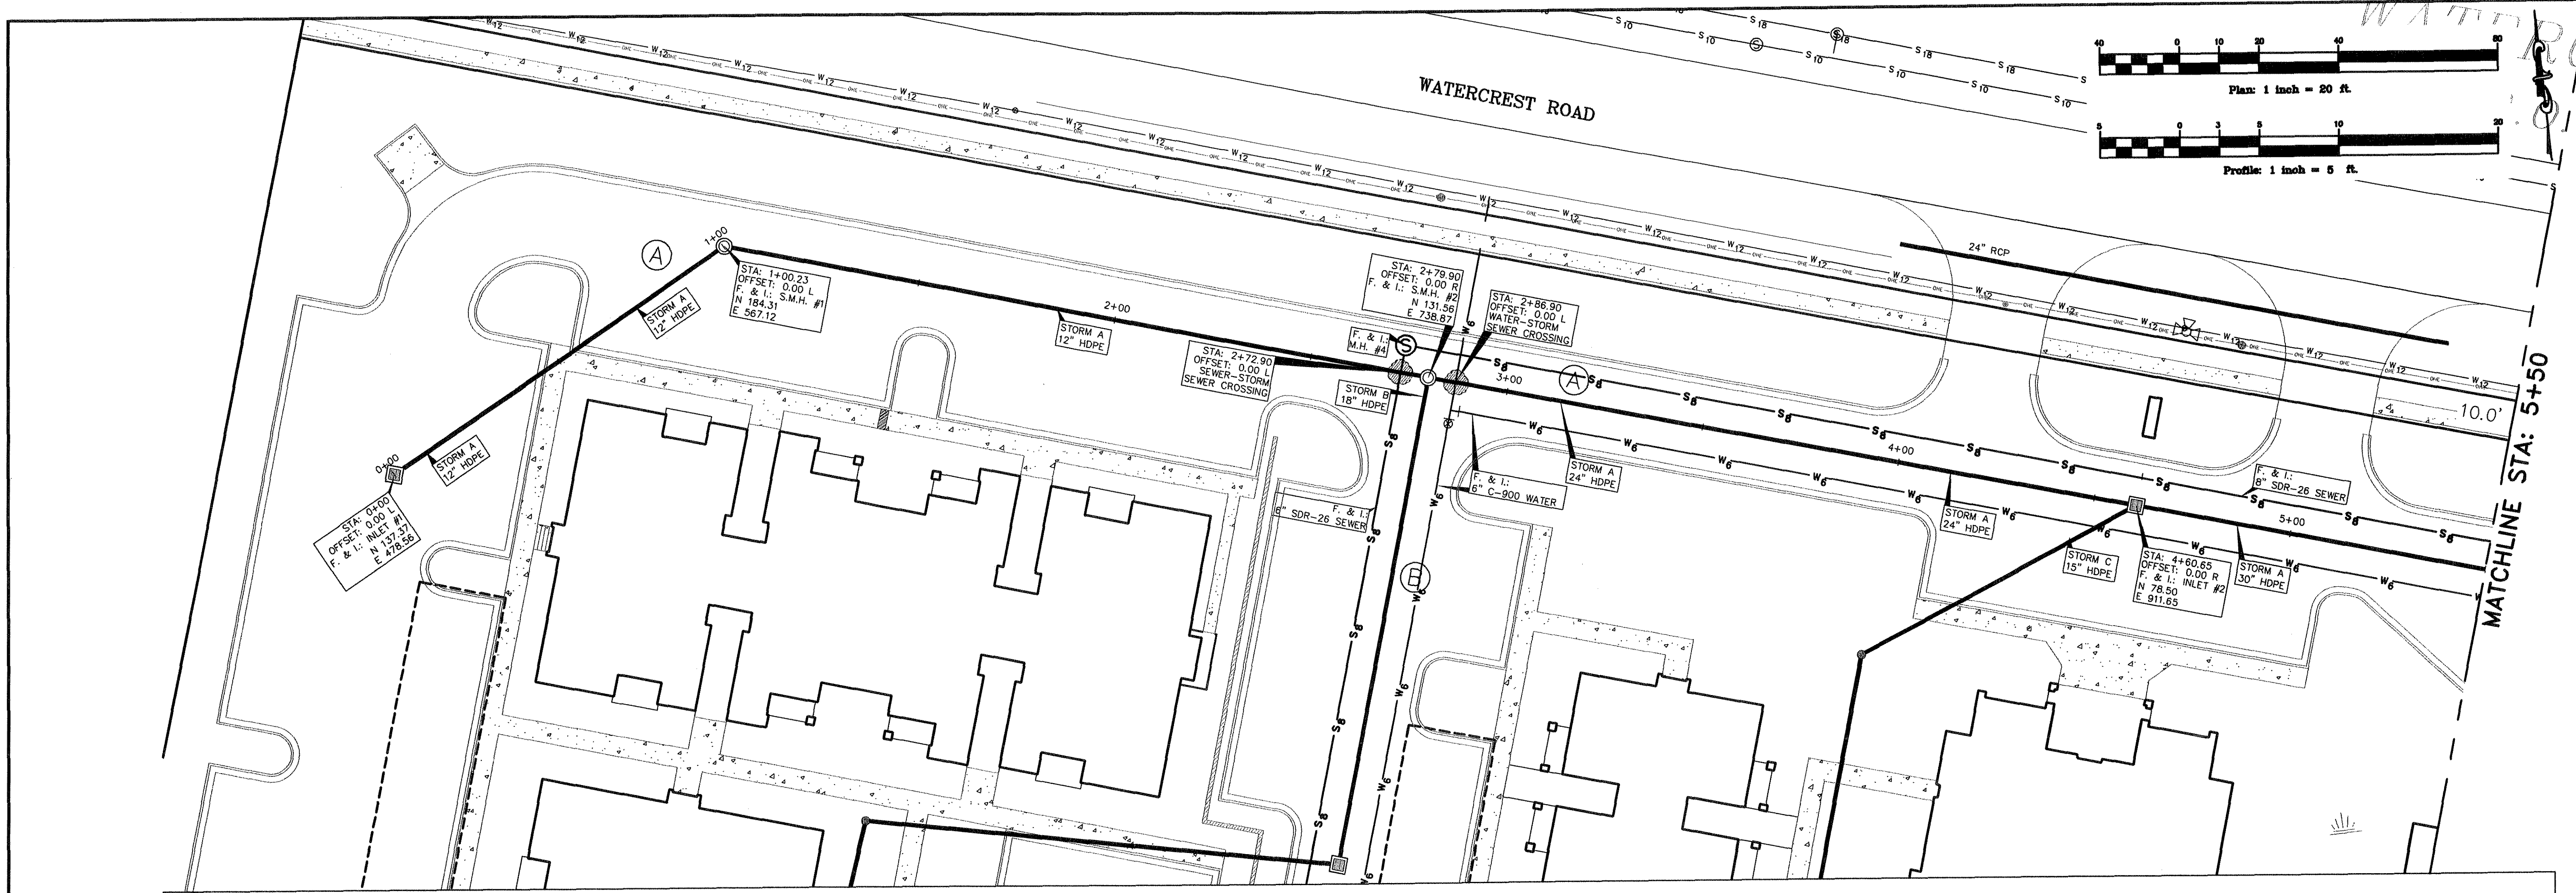 WATERCREST ROAD
40 0 10 20 40 80
Plan: 1 inch = 20 ft.
5 0 3 5 10 20
Profile: 1 inch = 5 ft.
24" RCP
A
1+00
STA: 1+00.23
OFFSET: 0.00 L
F. & I.: S.M.H. #1
N 184.31
E 567.12
STORM A
12" HDPE
2+00
STORM A
12" HDPE
STA: 2+79.90
OFFSET: 0.00 R
F. & I.: S.M.H. #2
N 131.56
E 738.87
STA: 2+86.90
OFFSET: 0.00 L
WATER-STORM
SEWER CROSSING
F. & I.:
M.H. #4
S
STA: 2+72.90
OFFSET: 0.00 L
SEWER-STORM
SEWER CROSSING
STORM B
18" HDPE
3+00
A
10.0'
MATCHLINE STA: 5+50
0+00
STORM A
12" HDPE
STA: 0+00
OFFSET: 0.00 L
F. & I.: INLET #1
N 137.37
E 478.56
STORM A
24" HDPE
F. & I.:
6" C-900 WATER
F. & I.:
6" SDR-26 SEWER
4+00
STORM A
24" HDPE
F. & I.:
8" SDR-26 SEWER
5+00
STORM C
15" HDPE
STA: 4+60.65
OFFSET: 0.00 R
F. & I.: INLET #2
N 78.50
E 911.65
STORM A
30" HDPE
B
W12
OHE
S10
S18
S8
W6